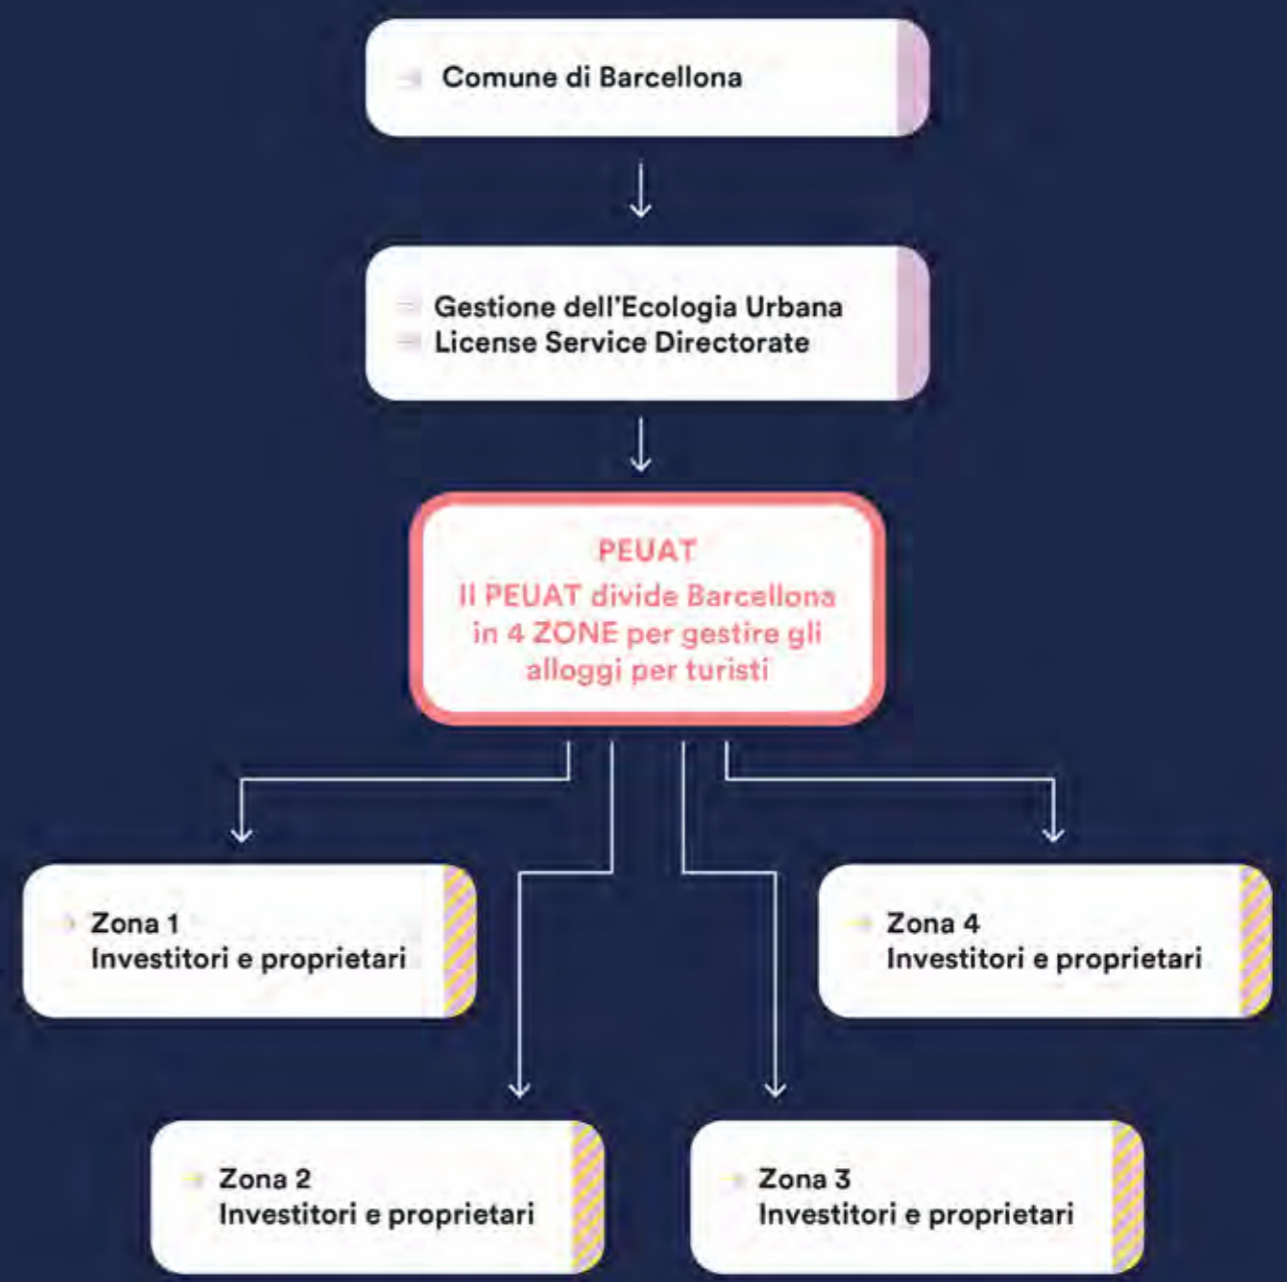 Comune di Barcellona
Gestione dell'Ecologia Urbana
License Service Directorate
PEUAT
Il PEUAT divide Barcellona
in 4 ZONE per gestire gli
alloggi per turisti
Zona 1
Investitori e proprietari
Zona 4
Investitori e proprietari
Zona 2
Investitori e proprietari
Zona 3
Investitori e proprietari